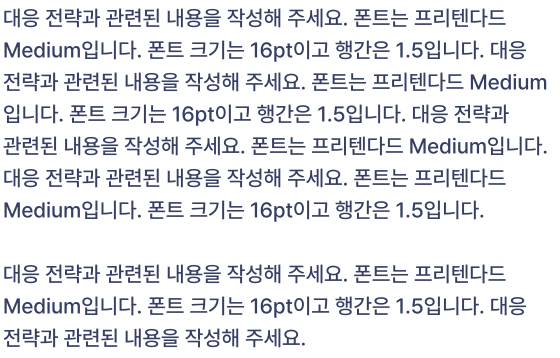 대응 전략과 관련된 내용을 작성해 주세요. 폰트는 프리텐다드
Medium입니다. 폰트 크기는 16pt이고 행간은 1.5입니다. 대응
전략과 관련된 내용을 작성해 주세요. 폰트는 프리텐다드 Medium
입니다. 폰트 크기는 16pt이고 행간은 1.5입니다. 대응 전략과
관련된 내용을 작성해 주세요. 폰트는 프리텐다드 Medium입니다.
대응 전략과 관련된 내용을 작성해 주세요. 폰트는 프리텐다드
Medium입니다. 폰트 크기는 16pt이고 행간은 1.5입니다.

대응 전략과 관련된 내용을 작성해 주세요. 폰트는 프리텐다드
Medium입니다. 폰트 크기는 16pt이고 행간은 1.5입니다. 대응
전략과 관련된 내용을 작성해 주세요.